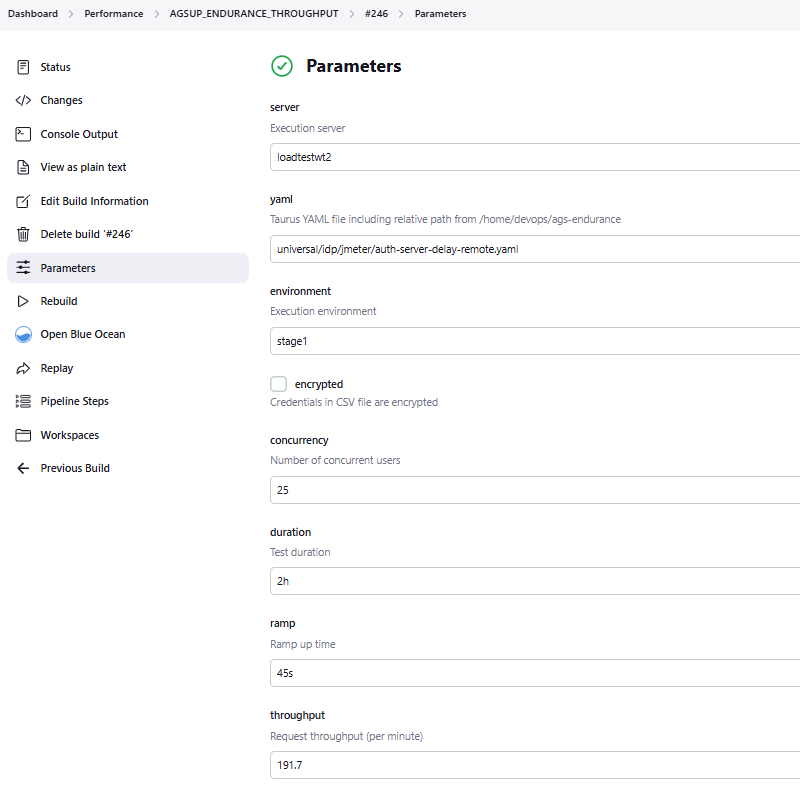 Dashboard > Performance > AGSUP_ENDURANCE_THROUGHPUT > #246 > Parameters
Status
Changes
Console Output
View as plain text
Edit Build Information
Delete build ‘#246’
Parameters
Rebuild
Open Blue Ocean
Replay
Pipeline Steps
Workspaces
Previous Build
Parameters
server
Execution server
loadtestwt2
yaml
Taurus YAML file including relative path from /home/devops/ags-endurance
universal/idp/jmeter/auth-server-delay-remote.yaml
environment
Execution environment
stage1
encrypted
Credentials in CSV file are encrypted
concurrency
Number of concurrent users
25
duration
Test duration
2h
ramp
Ramp up time
45s
throughput
Request throughput (per minute)
191.7